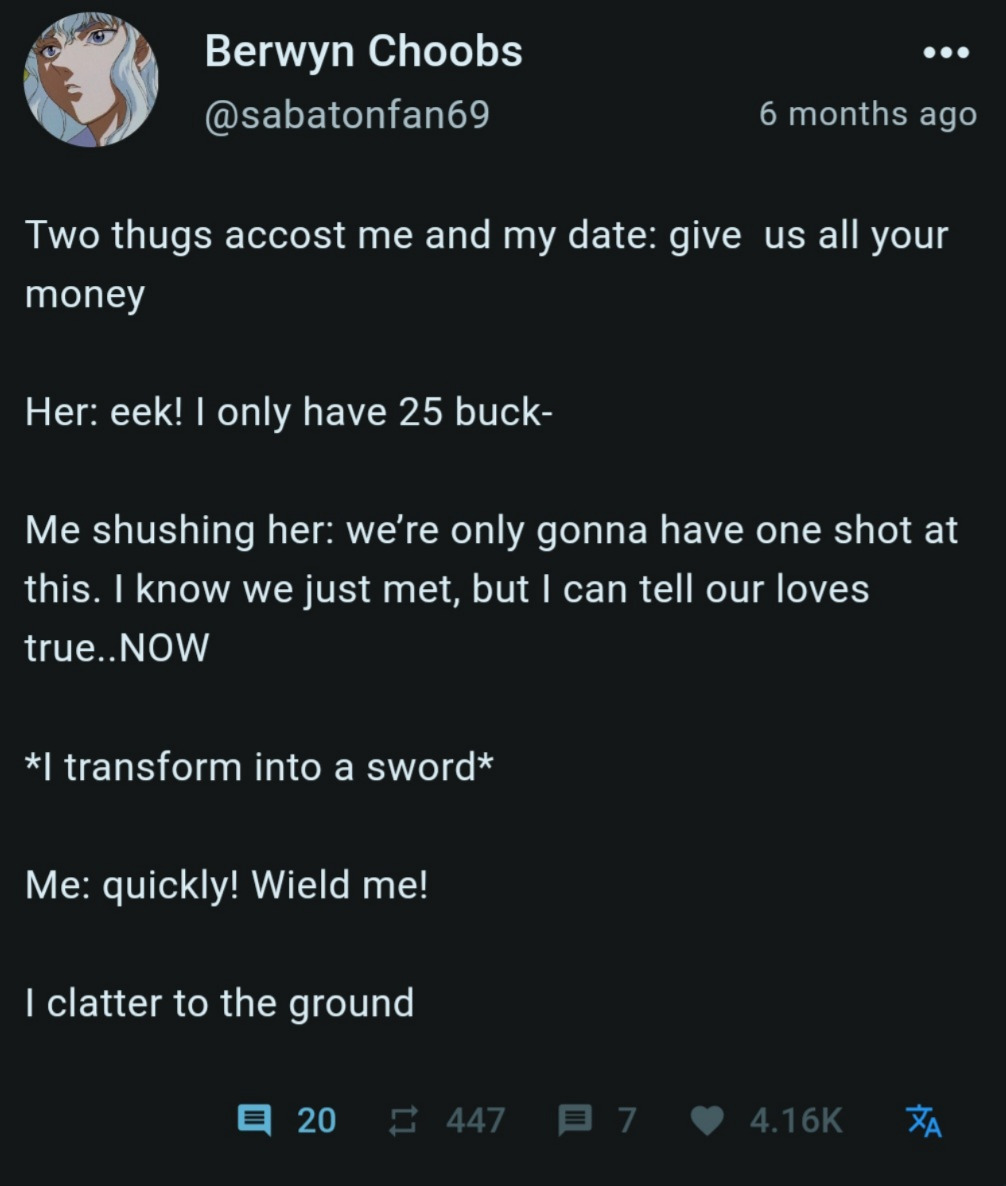 Berwyn Choobs
@sabatonfan69
6 months ago
Two thugs accost me and my date: give  us all your
money
Her: eek! I only have 25 buck-
Me shushing her: we’re only gonna have one shot at
this. I know we just met, but I can tell our loves
true..NOW
*I transform into a sword*
Me: quickly! Wield me!
I clatter to the ground
20 447 7 4.16K